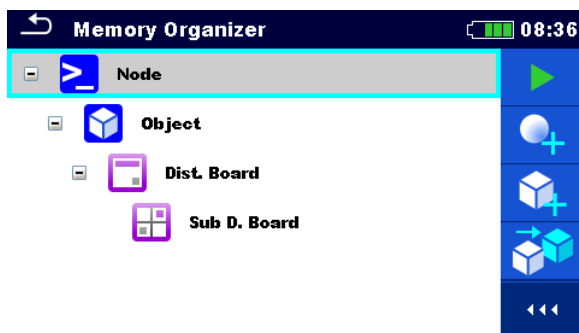 Memory Organizer 08:36
Node
Object
Dist. Board
Sub D. Board